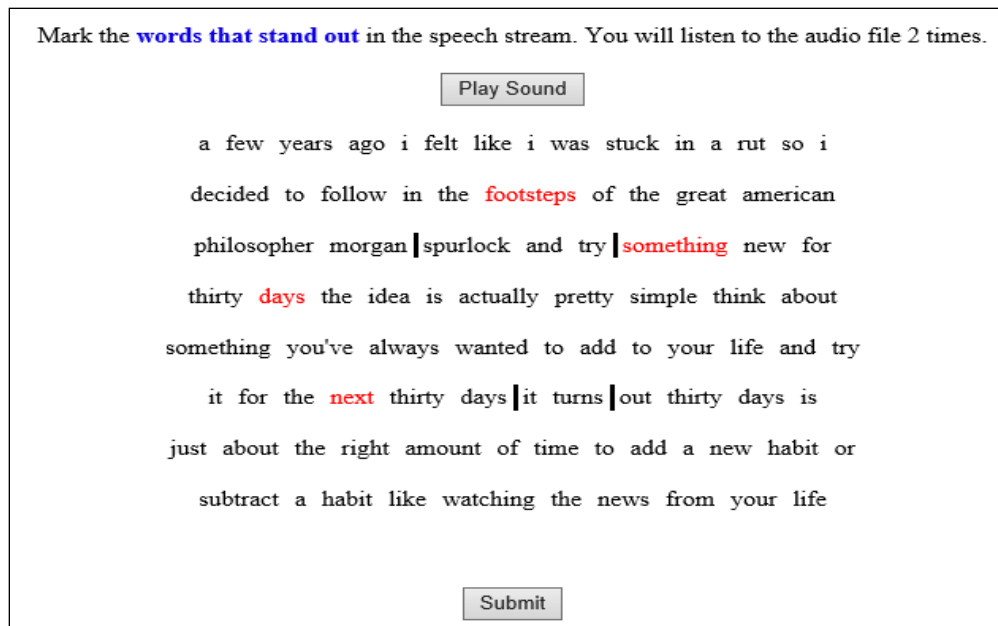 Mark the words that stand out in the speech stream. You will listen to the audio file 2 times.
Play Sound
a few years ago i felt like i was stuck in a rut so i
decided to follow in the footsteps of the great american
philosopher morgan spurlock and try something new for
thirty days the idea is actually pretty simple think about
something you've always wanted to add to your life and try
it for the next thirty days it turns out thirty days is
just about the right amount of time to add a new habit or
subtract a habit like watching the news from your life
Submit